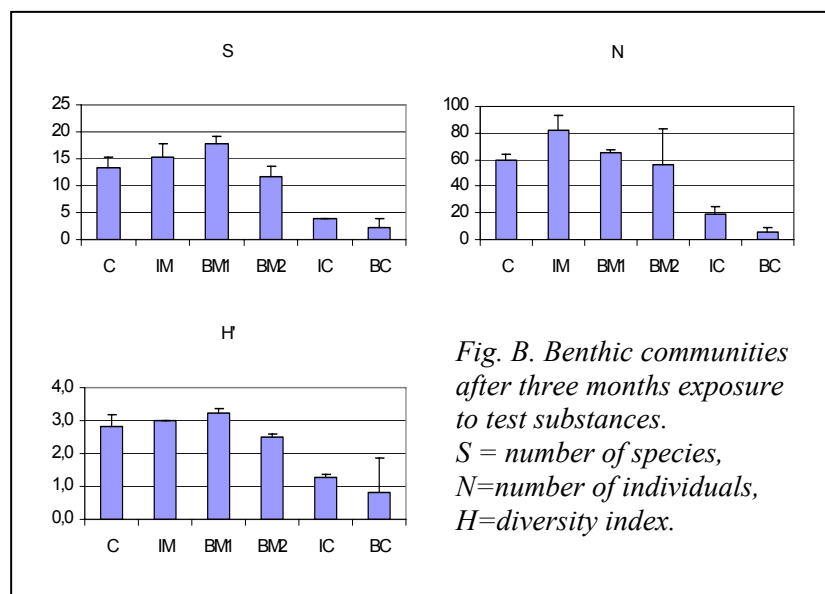 S
25
20
15
10
5
0
C IM BM1 BM2 IC BC
N
100
80
60
40
20
0
C IM BM1 BM2 IC BC
H'
4,0
3,0
2,0
1,0
0,0
C IM BM1 BM2 IC BC
Fig. B. Benthic communities
after three months exposure
to test substances.
S = number of species,
N=number of individuals,
H=diversity index.